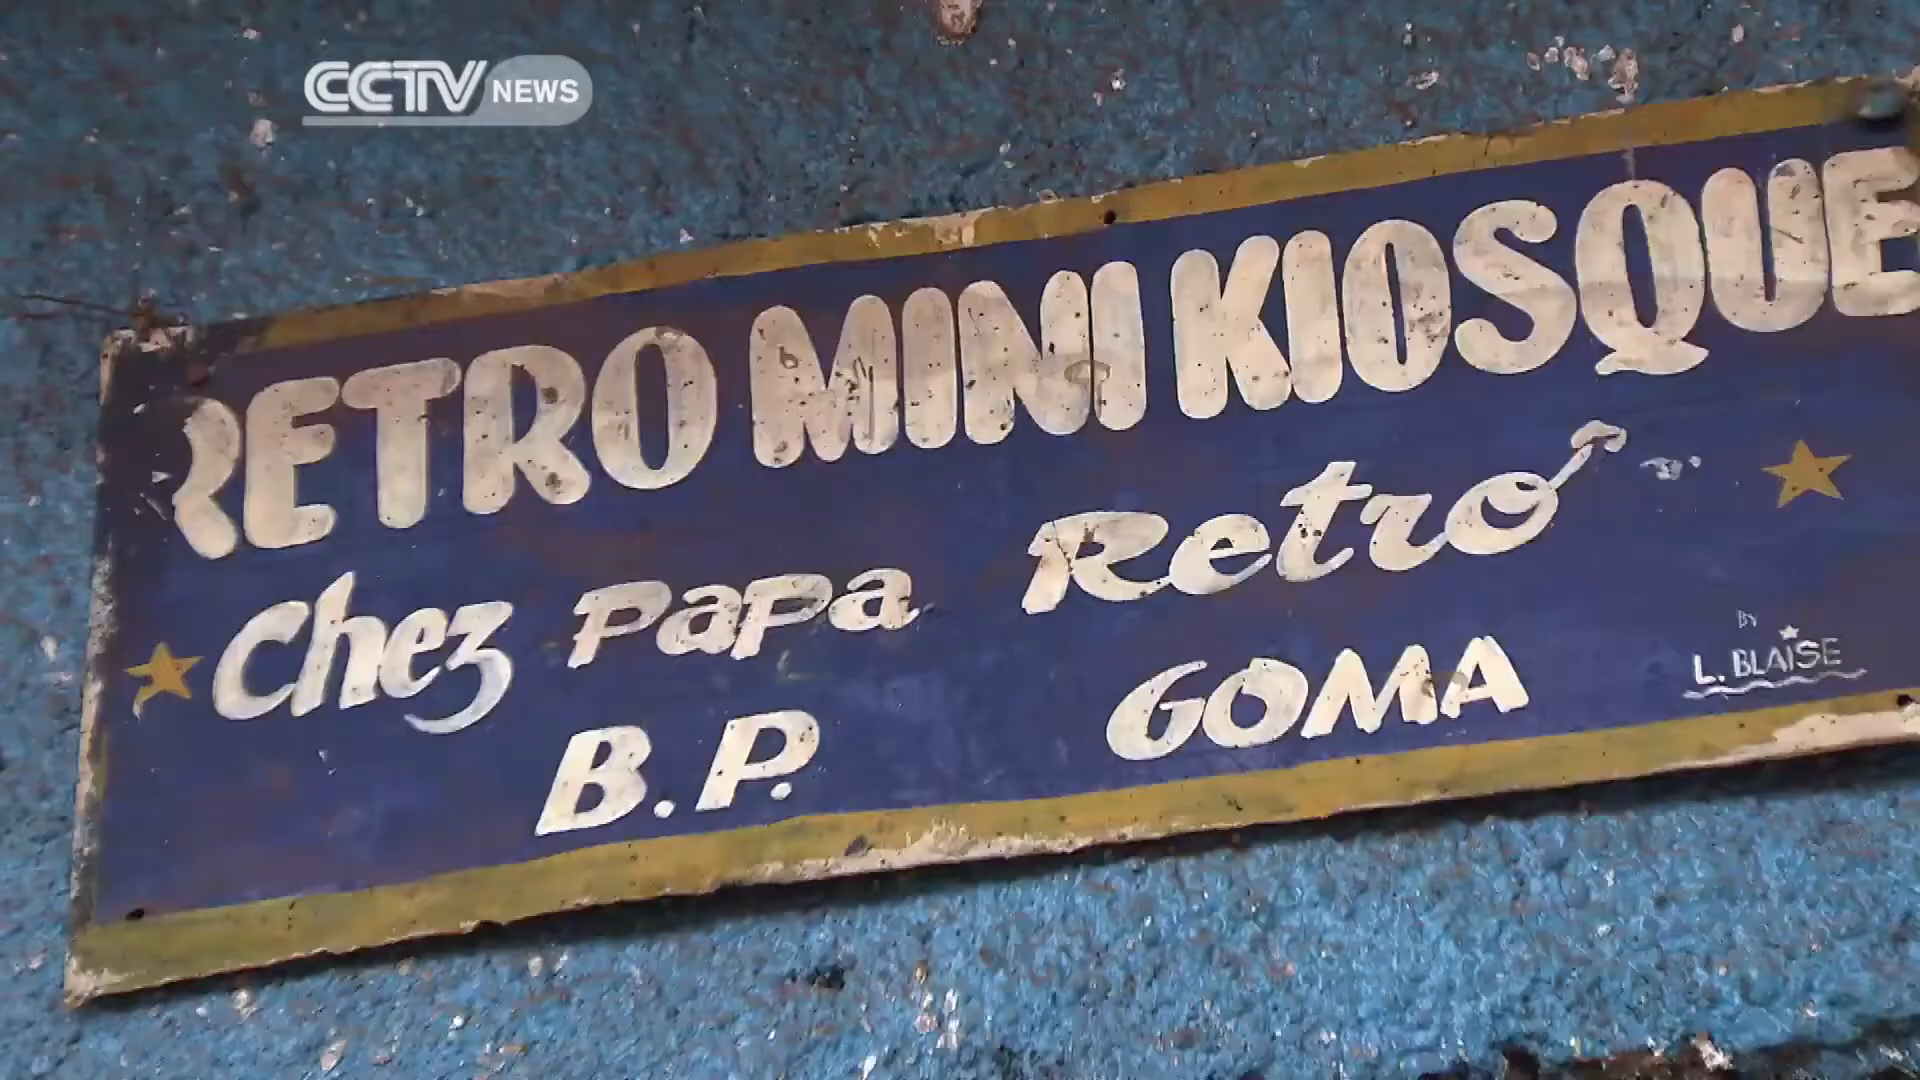 CCTV NEWS
RETRO MINI KIOSQUE
Chez Papa Retro
B.P. GOMA
BY
L. BLAISE